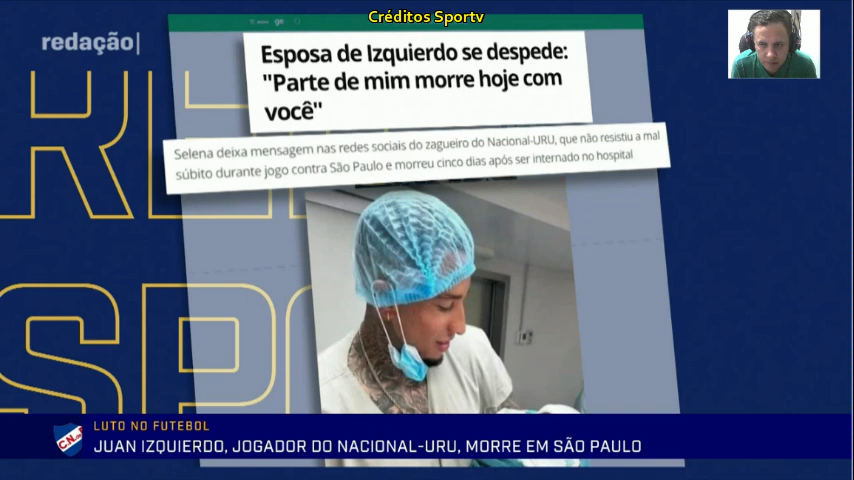 Créditos Sportv
redação|
ge
Esposa de Izquierdo se despede:
"Parte de mim morre hoje com
você"
Selena deixa mensagem nas redes sociais do zagueiro do Nacional-URU, que não resistiu a mal
súbito durante jogo contra São Paulo e morreu cinco dias após ser internado no hospital
RE
SPO
LUTO NO FUTEBOL
C.N.
JUAN IZQUIERDO, JOGADOR DO NACIONAL-URU, MORRE EM SÃO PAULO